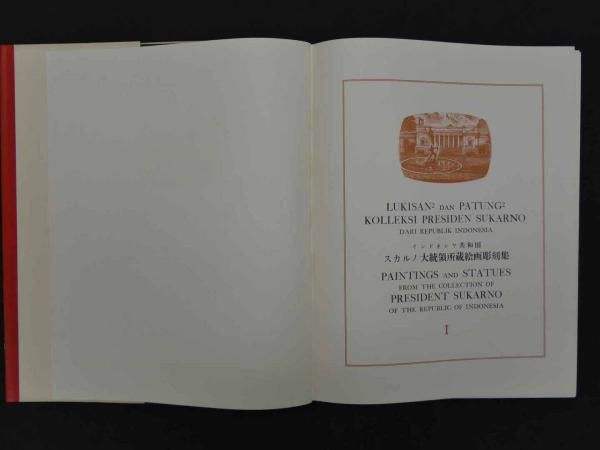 LUKISAN² DAN PATUNG²
KOLLEKSI PRESIDEN SUKARNO
DARI REPUBLIK INDONESIA
インドネシヤ共和国
スカルノ大統領所蔵絵画彫刻集
PAINTINGS AND STATUES
FROM THE COLLECTION OF
PRESIDENT SUKARNO
OF THE REPUBLIC OF INDONESIA
I